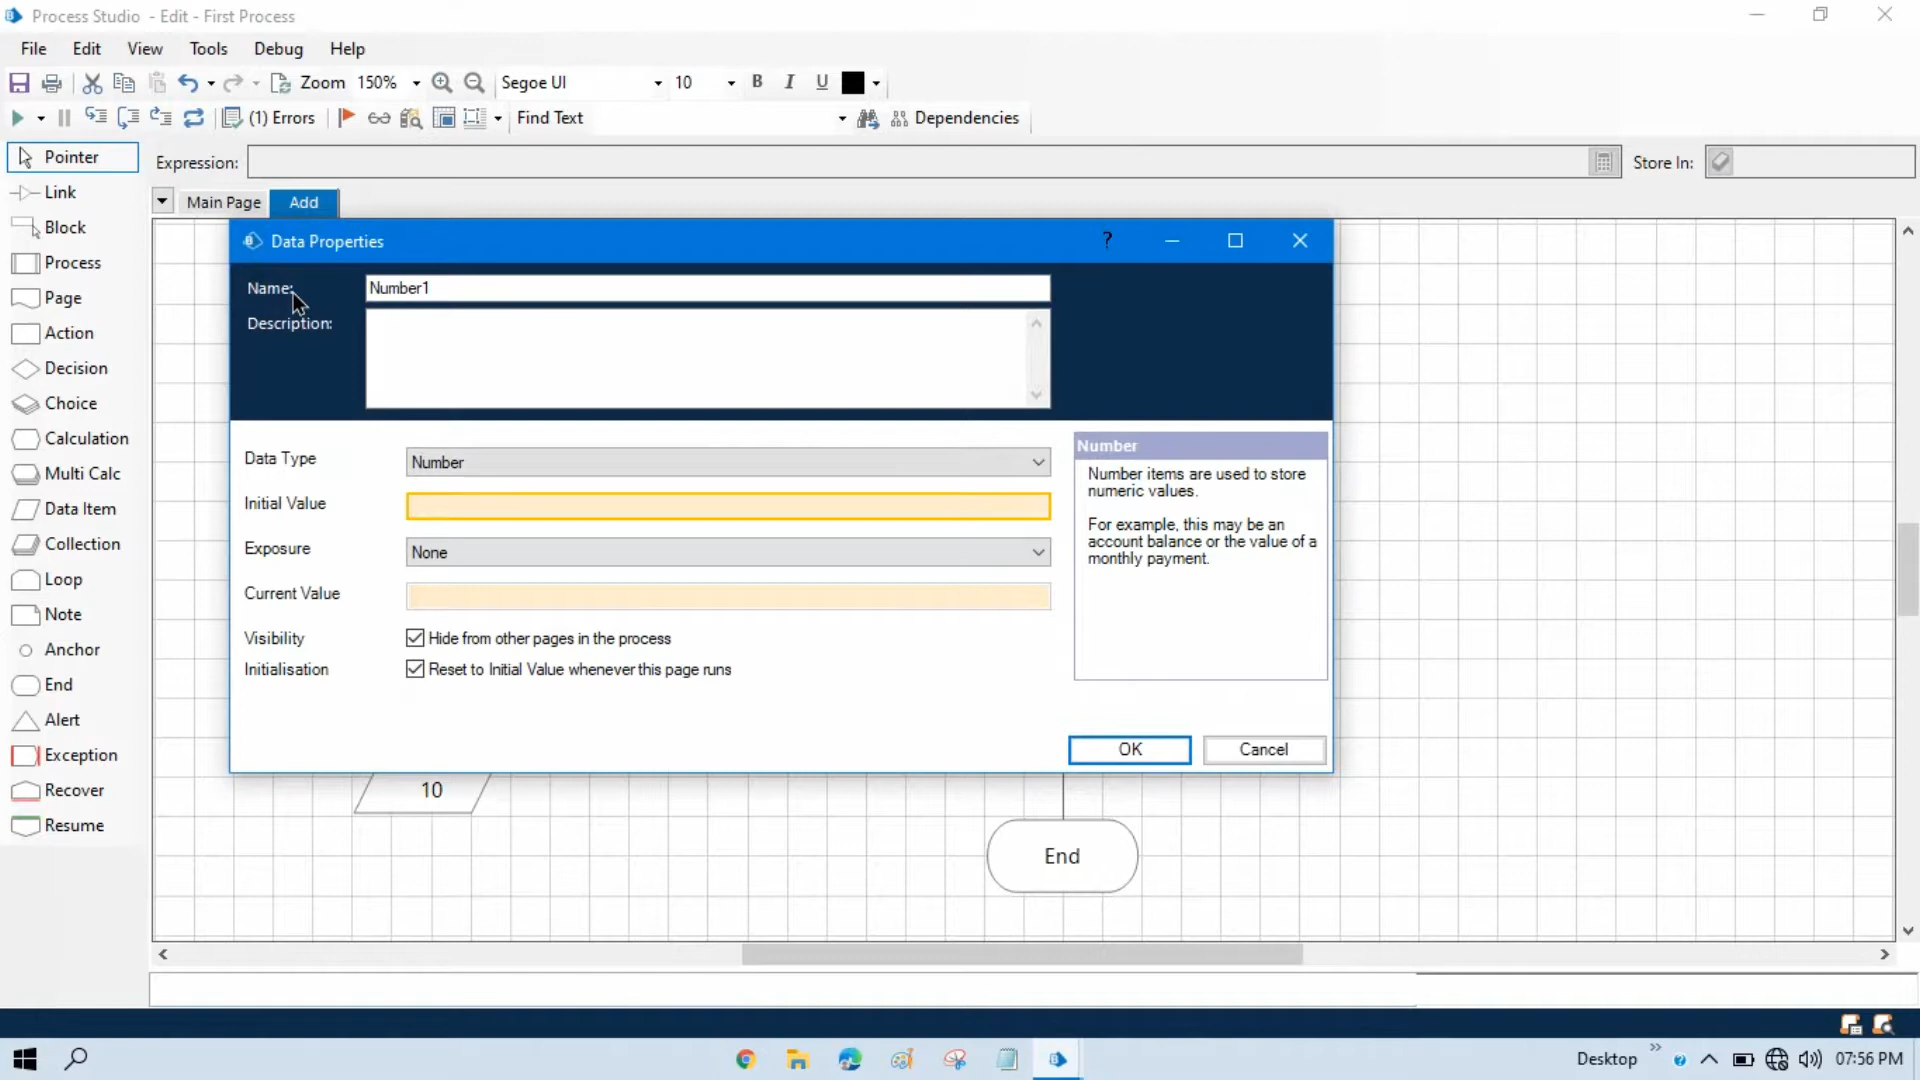 Process Studio - Edit - First Process
File Edit View Tools Debug Help
Zoom 150% Segoe UI 10 B I U
(1) Errors Find Text Dependencies
Pointer
Link
Block
Process
Page
Action
Decision
Choice
Calculation
Multi Calc
Data Item
Collection
Loop
Note
Anchor
End
Alert
Exception
Recover
Resume
Expression: Store In:
Main Page Add
Data Properties ?
Name: Number1
Description:
Data Type Number
Initial Value
Exposure None
Current Value
Visibility Hide from other pages in the process
Initialisation Reset to Initial Value whenever this page runs
Number
Number items are used to store
numeric values.
For example, this may be an
account balance or the value of a
monthly payment.
OK Cancel
10
End
Desktop 07:56 PM